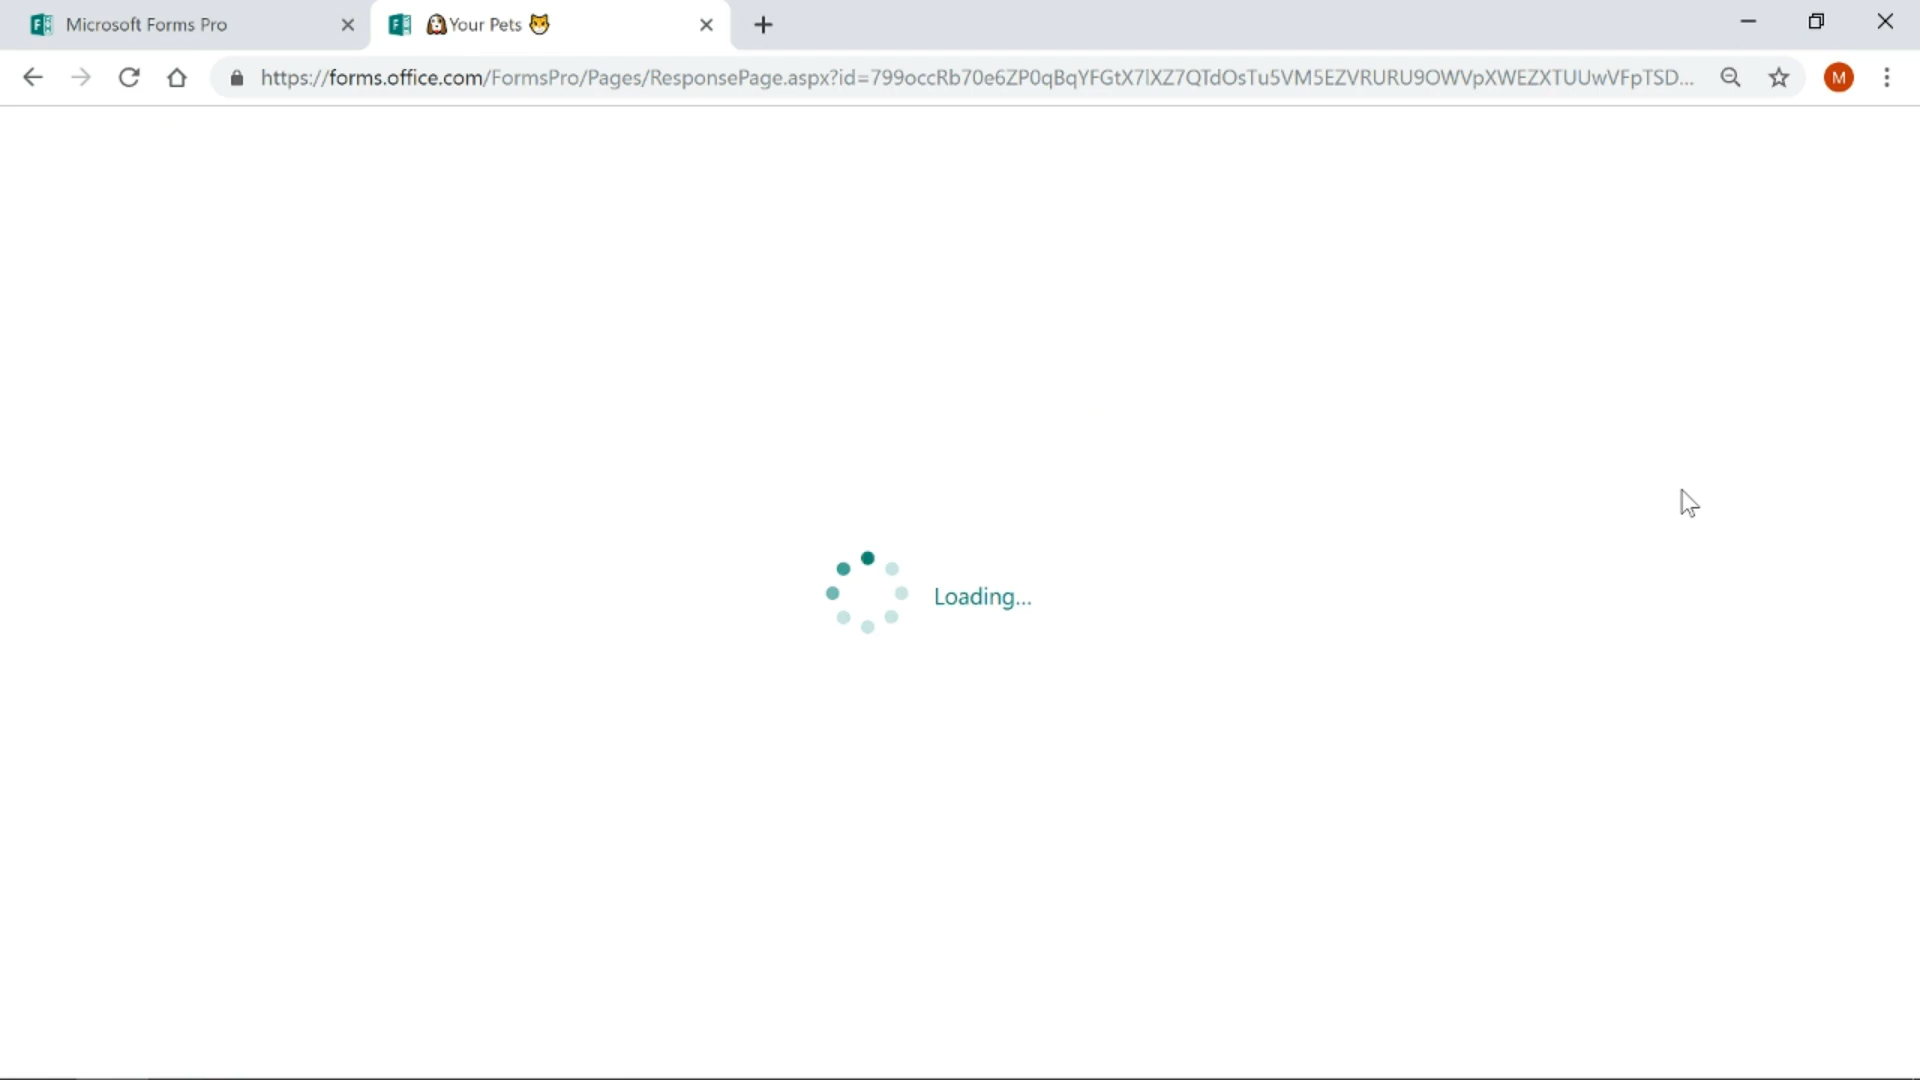 Microsoft Forms Pro
🐶Your Pets 🐱
https://forms.office.com/FormsPro/Pages/ResponsePage.aspx?id=799occRb70e6ZP0qBqYFGtX7lXZ7QTdOsTu5VM5EZVRURU9OWVpXWEZXTUUwVFpTSD...
M
Loading...